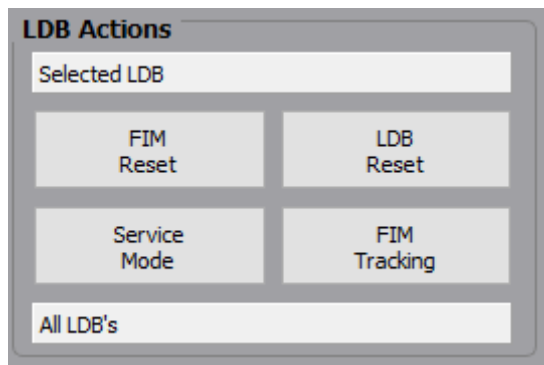 LDB Actions
Selected LDB
FIM
Reset
LDB
Reset
Service
Mode
FIM
Tracking
All LDB's